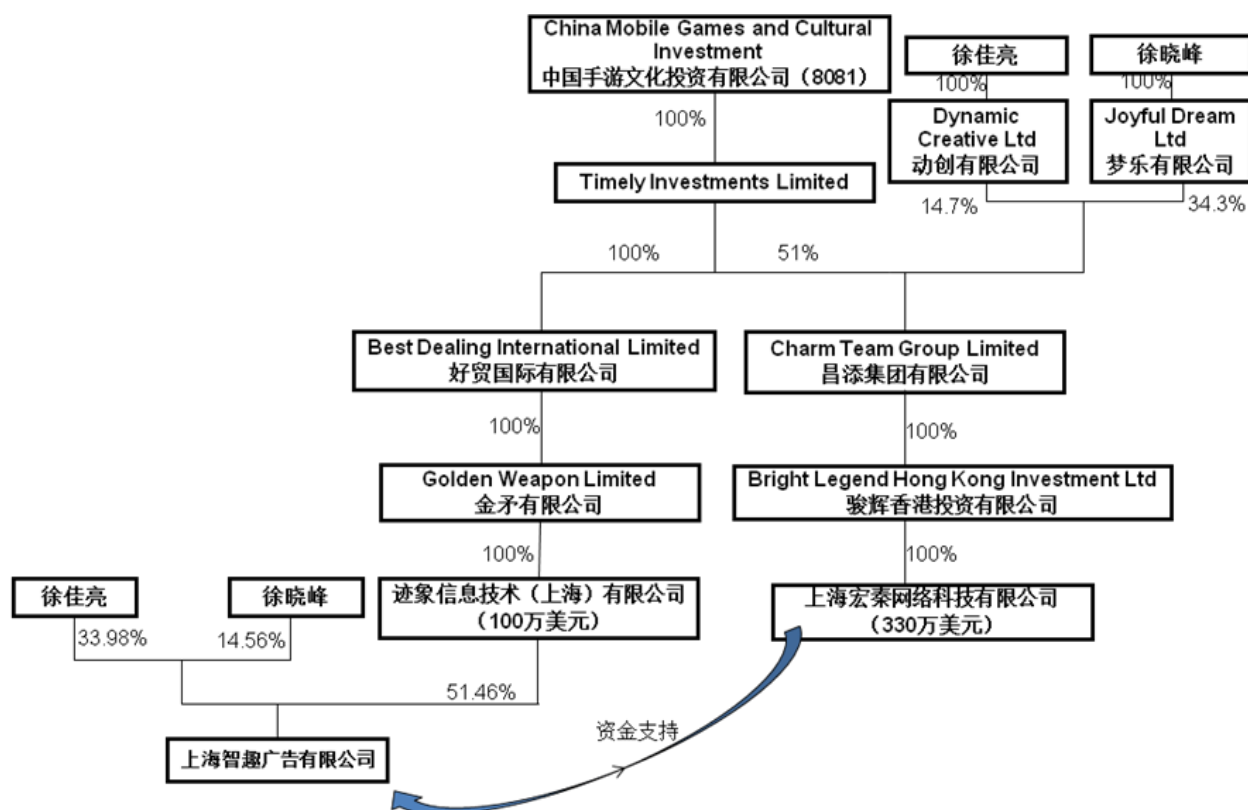 China Mobile Games and Cultural
Investment
中国手游文化投资有限公司（8081）
徐佳亮
徐晓峰
100%
100%
100%
Dynamic
Creative Ltd
动创有限公司
Joyful Dream
Ltd
梦乐有限公司
Timely Investments Limited
14.7%
34.3%
100%
51%
Best Dealing International Limited
好贸国际有限公司
Charm Team Group Limited
昌添集团有限公司
100%
100%
Golden Weapon Limited
金矛有限公司
Bright Legend Hong Kong Investment Ltd
骏辉香港投资有限公司
100%
100%
徐佳亮
徐晓峰
迹象信息技术（上海）有限公司
（100万美元）
上海宏秦网络科技有限公司
（330万美元）
33.98%
14.56%
51.46%
资金支持
上海智趣广告有限公司